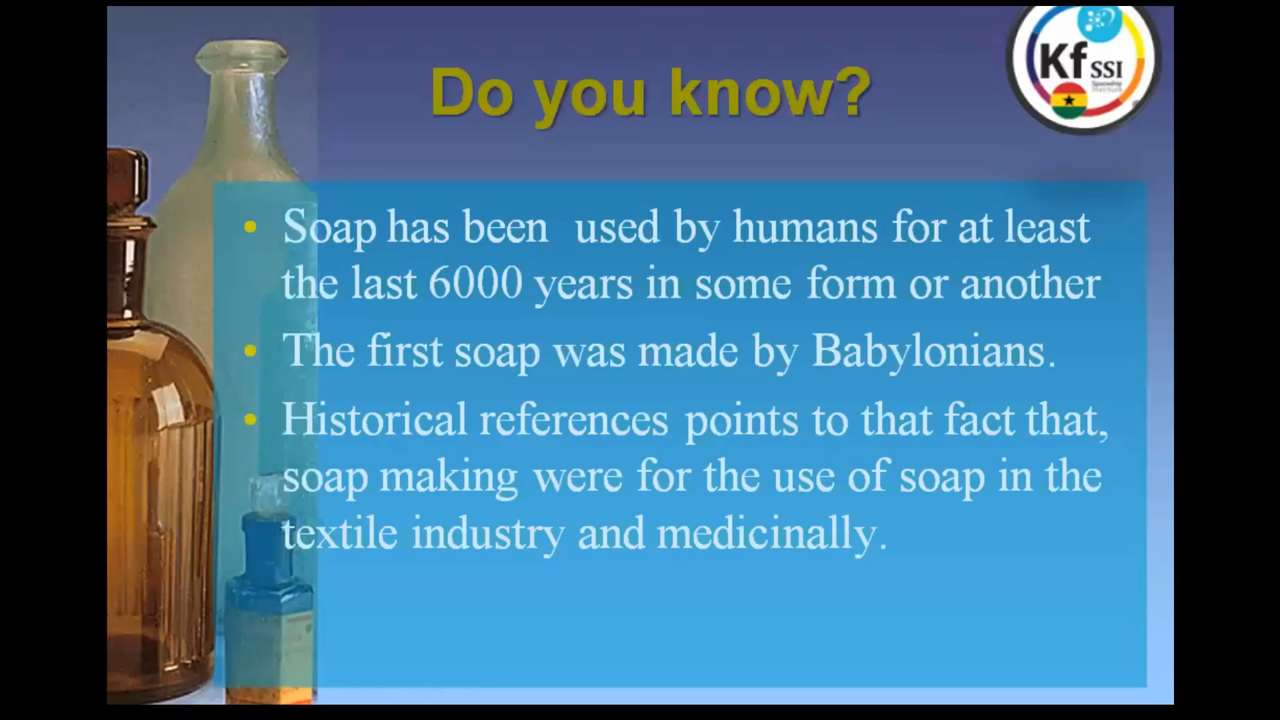 Do you know?
Kf SSI
• Soap has been used by humans for at least
the last 6000 years in some form or another
• The first soap was made by Babylonians.
• Historical references points to that fact that,
soap making were for the use of soap in the
textile industry and medicinally.